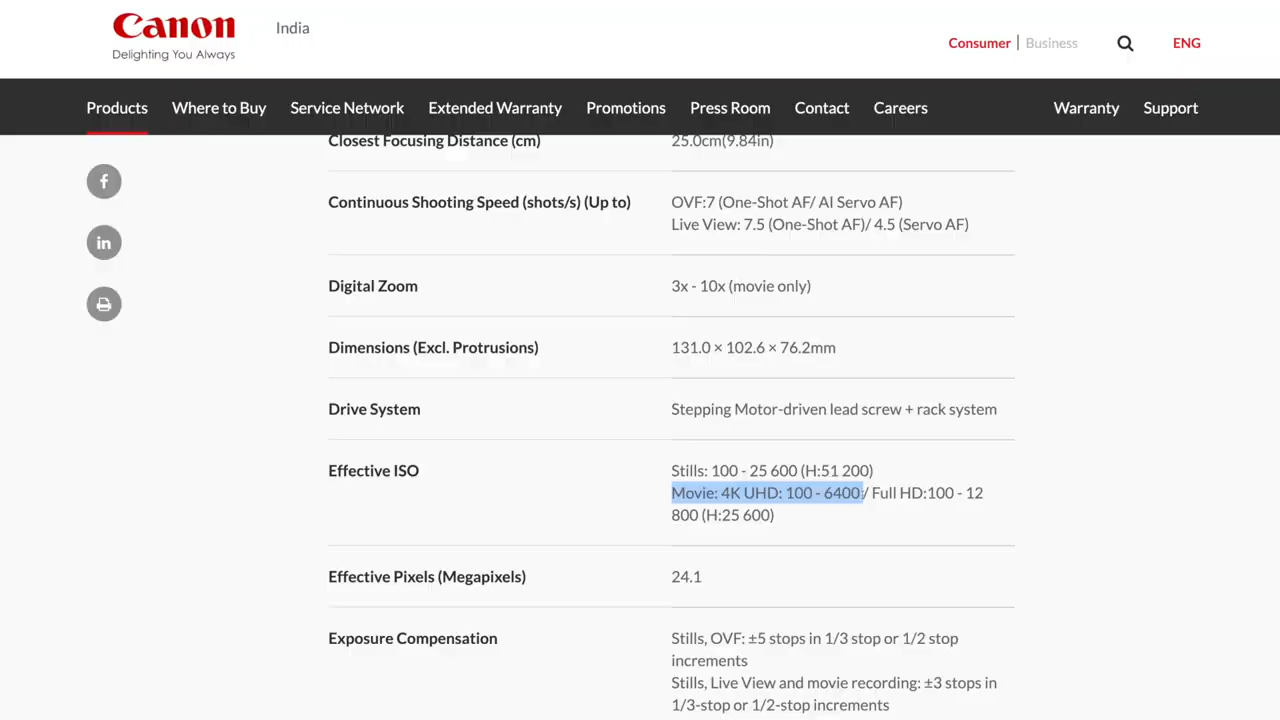 Canon
Delighting You Always
India
Consumer | Business
ENG
Products Where to Buy Service Network Extended Warranty Promotions Press Room Contact Careers Warranty Support
Closest Focusing Distance (cm) 25.0cm(9.84in)
f
in
Continuous Shooting Speed (shots/s) (Up to) OVF:7 (One-Shot AF/ AI Servo AF)
Live View: 7.5 (One-Shot AF)/ 4.5 (Servo AF)
Digital Zoom 3x - 10x (movie only)
Dimensions (Excl. Protrusions) 131.0 × 102.6 × 76.2mm
Drive System Stepping Motor-driven lead screw + rack system
Effective ISO Stills: 100 - 25 600 (H:51 200)
Movie: 4K UHD: 100 - 6400 / Full HD:100 - 12
800 (H:25 600)
Effective Pixels (Megapixels) 24.1
Exposure Compensation Stills, OVF: ±5 stops in 1/3 stop or 1/2 stop
increments
Stills, Live View and movie recording: ±3 stops in
1/3-stop or 1/2-stop increments